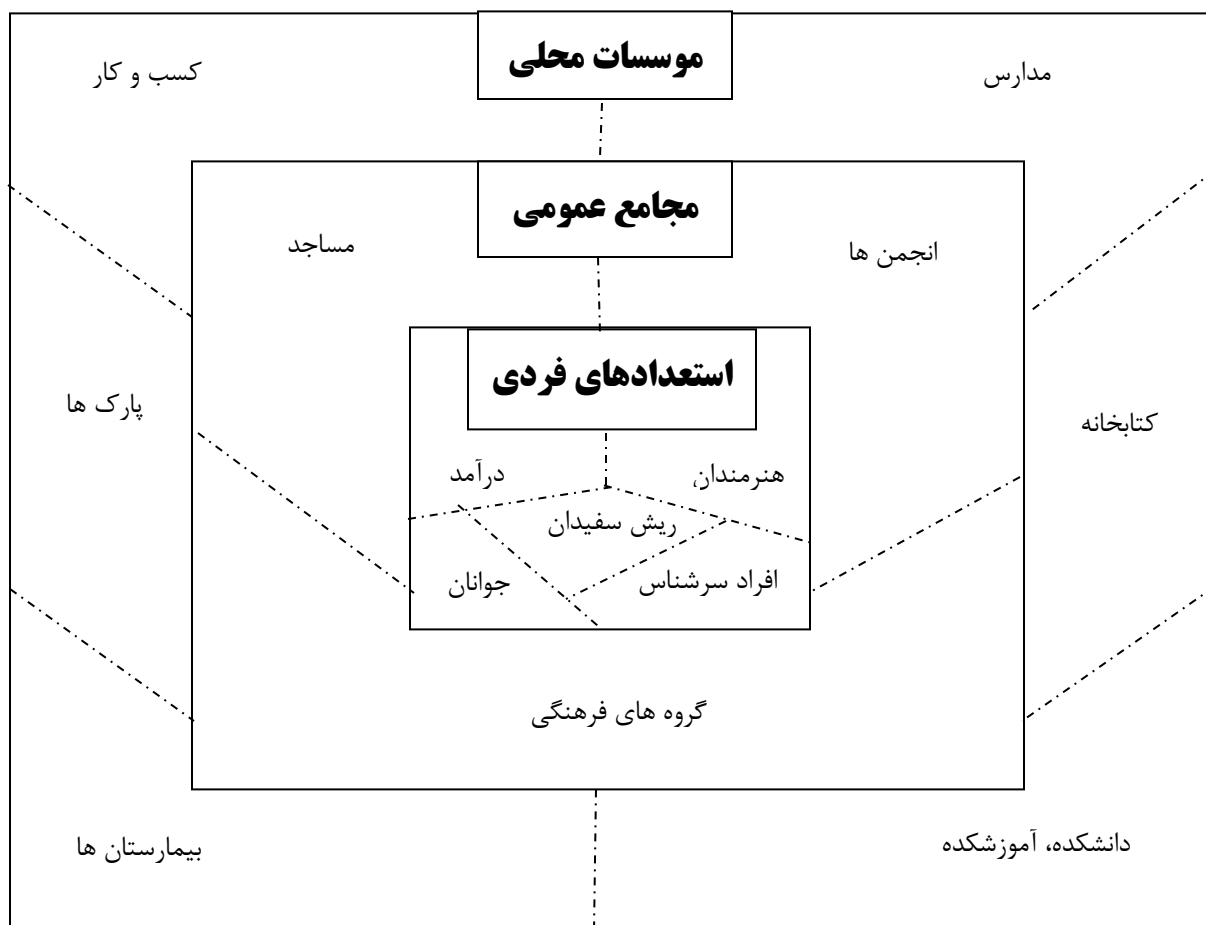 موسسات محلی
مدارس
کسب و کار
مجامع عمومی
انجمن ها
مساجد
استعدادهای فردی
کتابخانه
پارک ها
هنرمندان
درآمد
ریش سفیدان
افراد سرشناس
جوانان
گروه های فرهنگی
دانشکده، آموزشکده
بیمارستان ها